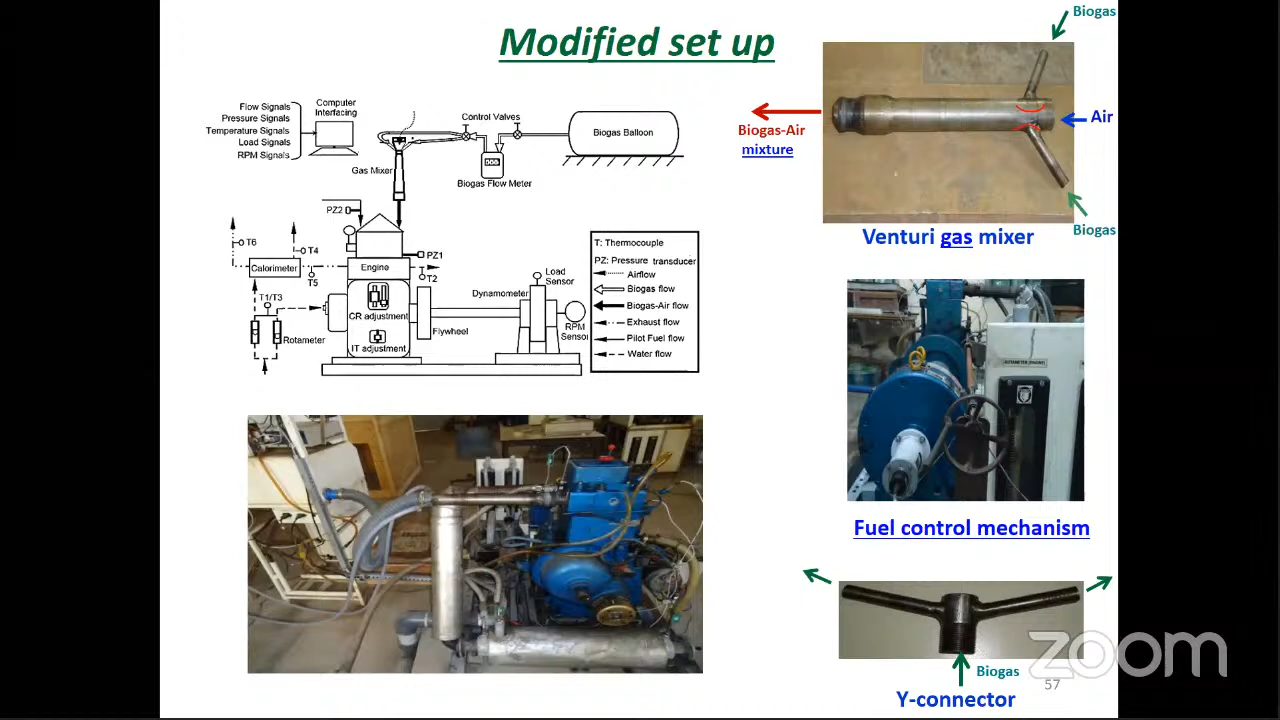 Modified set up
Flow Signals
Pressure Signals
Temperature Signals
Load Signals
RPM Signals
Computer
Interfacing
Gas Mixer
Control Valves
Biogas Flow Meter
Biogas Balloon
PZ2
PZ1
T6
T4
Calorimeter
T5
T1/T3
Rotameter
Engine
T2
CR adjustment
IT adjustment
Flywheel
Dynamometer
Load
Sensor
RPM
Sensor
T: Thermocouple
PZ: Pressure transducer
Airflow
Biogas flow
Biogas-Air flow
Exhaust flow
Pilot Fuel flow
Water flow
Biogas
Air
Biogas-Air
mixture
Biogas
Venturi gas mixer
Fuel control mechanism
Biogas
Y-connector
57
zoom